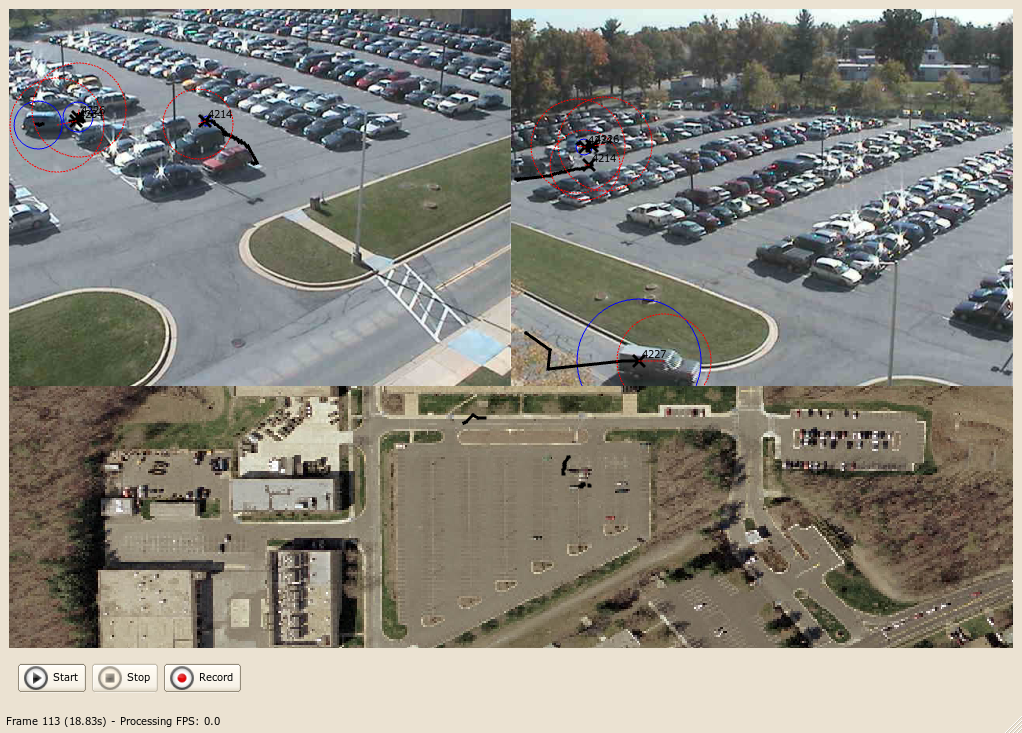 4214
4214
4227
Start
Stop
Record
Frame 113 (18.83s) - Processing FPS: 0.0